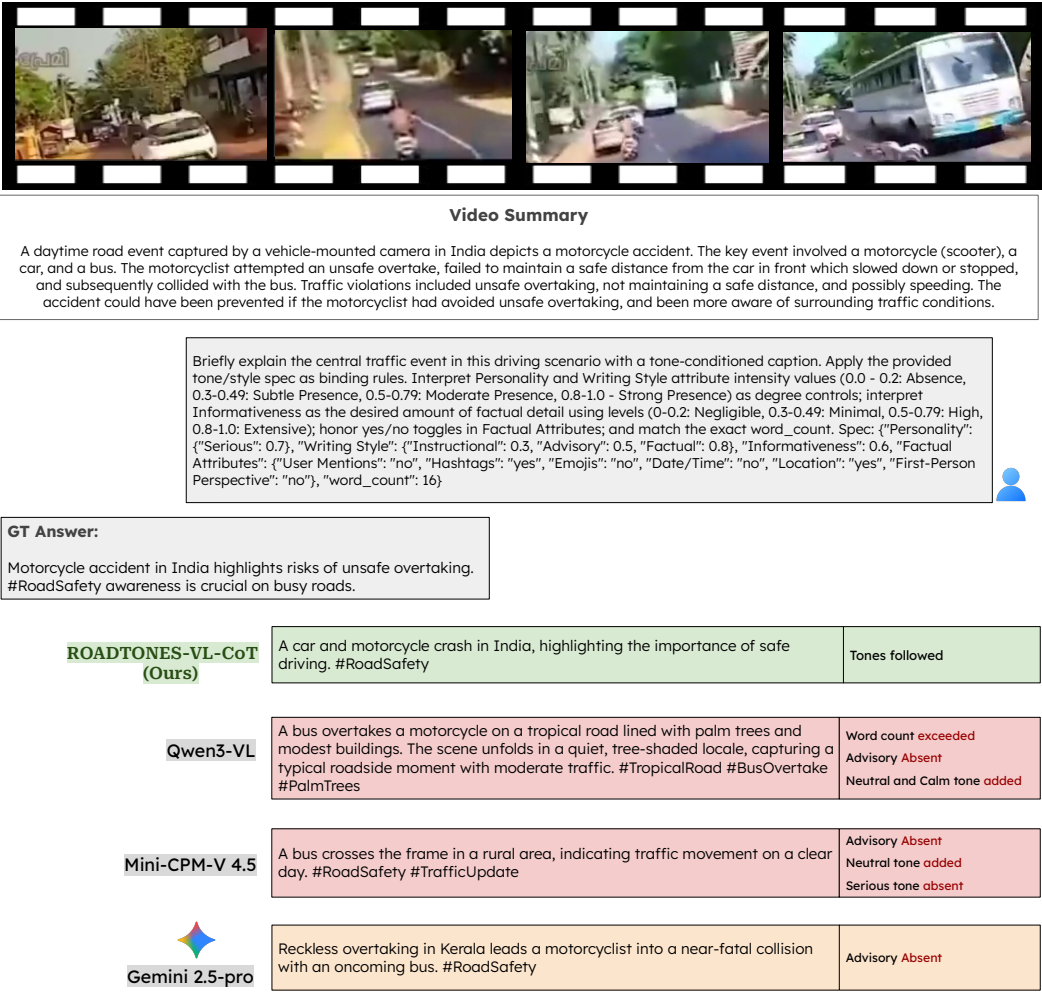 പ്രേമി
Video Summary
A daytime road event captured by a vehicle-mounted camera in India depicts a motorcycle accident. The key event involved a motorcycle (scooter), a
car, and a bus. The motorcyclist attempted an unsafe overtake, failed to maintain a safe distance from the car in front which slowed down or stopped,
and subsequently collided with the bus. Traffic violations included unsafe overtaking, not maintaining a safe distance, and possibly speeding. The
accident could have been prevented if the motorcyclist had avoided unsafe overtaking, and been more aware of surrounding traffic conditions.
Briefly explain the central traffic event in this driving scenario with a tone-conditioned caption. Apply the provided
tone/style spec as binding rules. Interpret Personality and Writing Style attribute intensity values (0.0 - 0.2: Absence,
0.3-0.49: Subtle Presence, 0.5-0.79: Moderate Presence, 0.8-1.0 - Strong Presence) as degree controls; interpret
Informativeness as the desired amount of factual detail using levels (0-0.2: Negligible, 0.3-0.49: Minimal, 0.5-0.79: High,
0.8-1.0: Extensive); honor yes/no toggles in Factual Attributes; and match the exact word_count. Spec: {"Personality":
{"Serious": 0.7}, "Writing Style": {"Instructional": 0.3, "Advisory": 0.5, "Factual": 0.8}, "Informativeness": 0.6, "Factual
Attributes": {"User Mentions": "no", "Hashtags": "yes", "Emojis": "no", "Date/Time": "no", "Location": "yes", "First-Person
Perspective": "no"}, "word_count": 16}
GT Answer:
Motorcycle accident in India highlights risks of unsafe overtaking.
#RoadSafety awareness is crucial on busy roads.
ROADTONES-VL-CoT
(Ours)
A car and motorcycle crash in India, highlighting the importance of safe
driving. #RoadSafety
Tones followed
Qwen3-VL
A bus overtakes a motorcycle on a tropical road lined with palm trees and
modest buildings. The scene unfolds in a quiet, tree-shaded locale, capturing a
typical roadside moment with moderate traffic. #TropicalRoad #BusOvertake
#PalmTrees
Word count exceeded
Advisory Absent
Neutral and Calm tone added
Mini-CPM-V 4.5
A bus crosses the frame in a rural area, indicating traffic movement on a clear
day. #RoadSafety #TrafficUpdate
Advisory Absent
Neutral tone added
Serious tone absent
Gemini 2.5-pro
Reckless overtaking in Kerala leads a motorcyclist into a near-fatal collision
with an oncoming bus. #RoadSafety
Advisory Absent